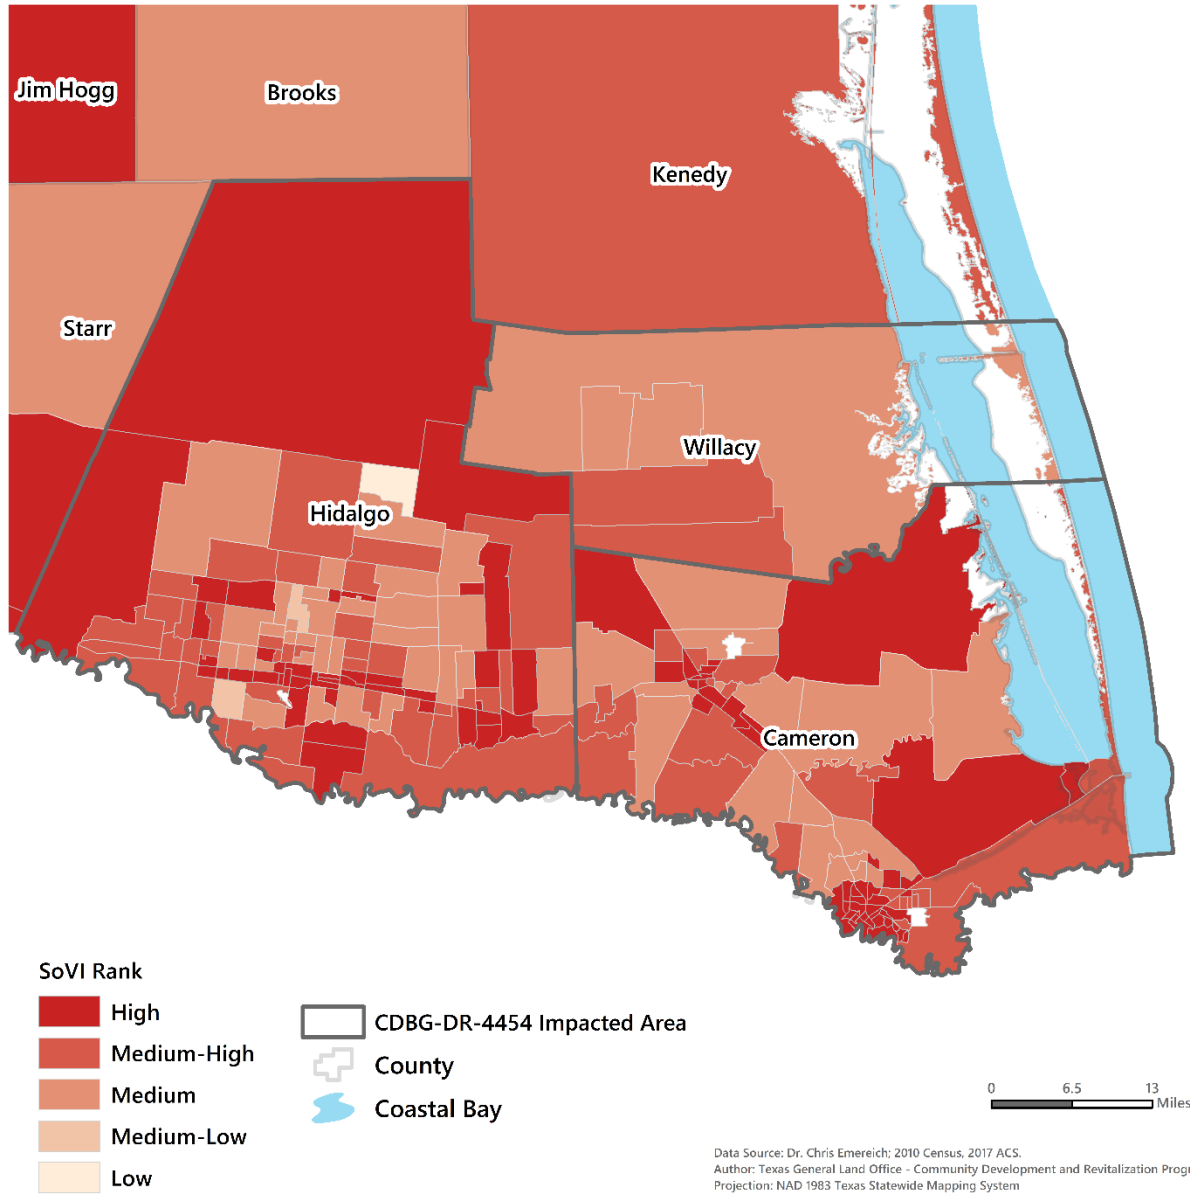 Jim Hogg
Brooks
Kenedy
Starr
Willacy
Hidalgo
Cameron
SoVI Rank
High
Medium-High
Medium
Medium-Low
Low
CDBG-DR-4454 Impacted Area
County
Coastal Bay
0 6.5 13
Miles
Data Source: Dr. Chris Emereich; 2010 Census, 2017 ACS.
Author: Texas General Land Office - Community Development and Revitalization Progr
Projection: NAD 1983 Texas Statewide Mapping System